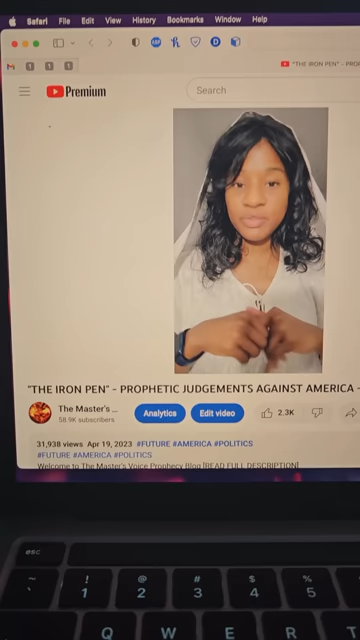 Safari File Edit View History Bookmarks Window Help
"THE IRON PEN" - PROP
Premium
Search
"THE IRON PEN" - PROPHETIC JUDGEMENTS AGAINST AMERICA -
The Master's ...
58.9K subscribers
Analytics
Edit video
2.3K
31,938 views Apr 19, 2023 #FUTURE #AMERICA #POLITICS
#FUTURE #AMERICA #POLITICS
Welcome to The Master's Voice Prophecy Blog [READ FULL DESCRIPTION]
esc
~ ! @ # $ %
` 1 2 3 4 5
Q W E R T